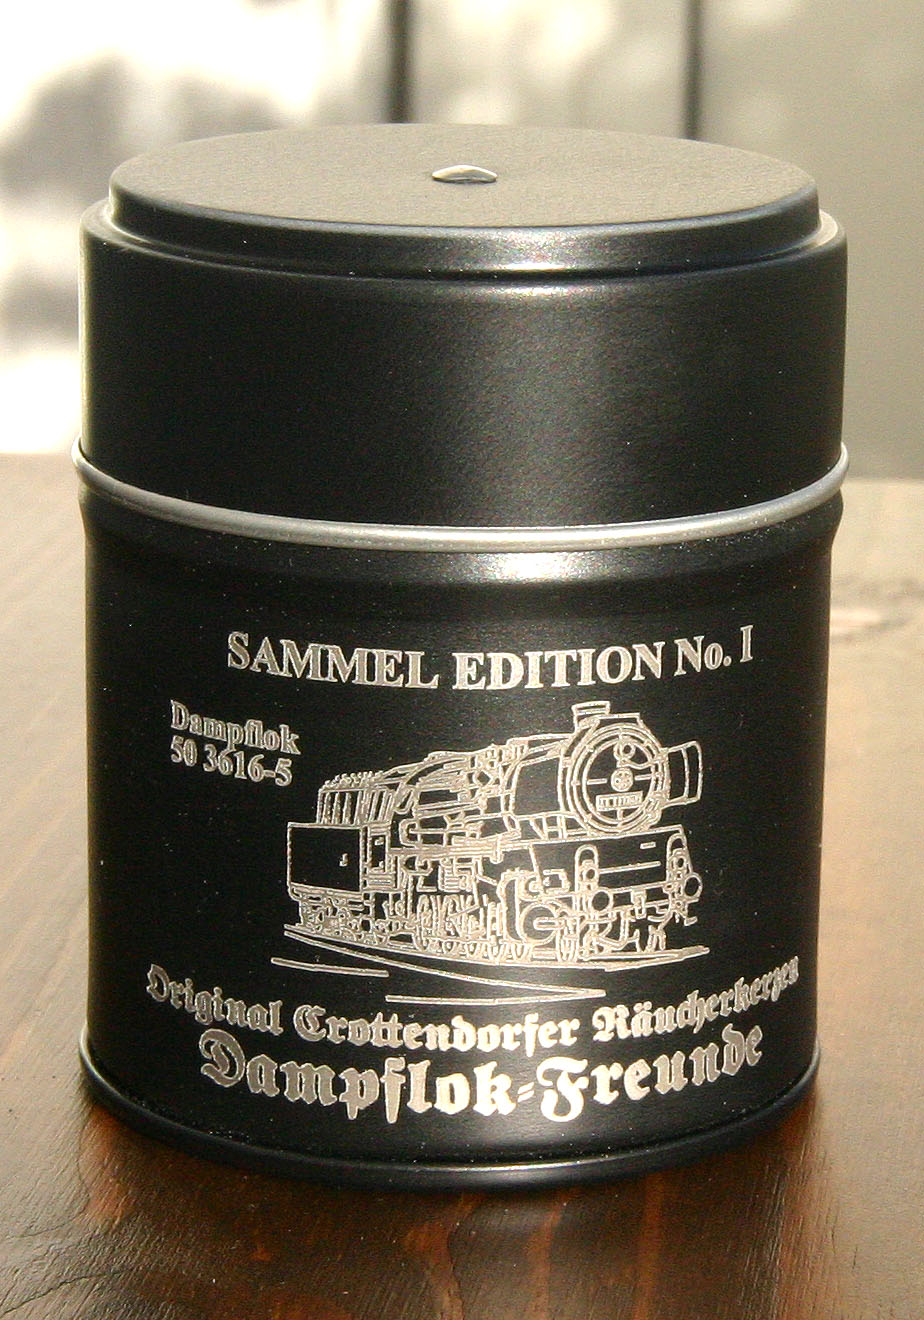 SAMMEL EDITION No. I
Dampflok
50 3616-5
Original Crottendorfer Räucherkerzen
Dampflok-Freunde